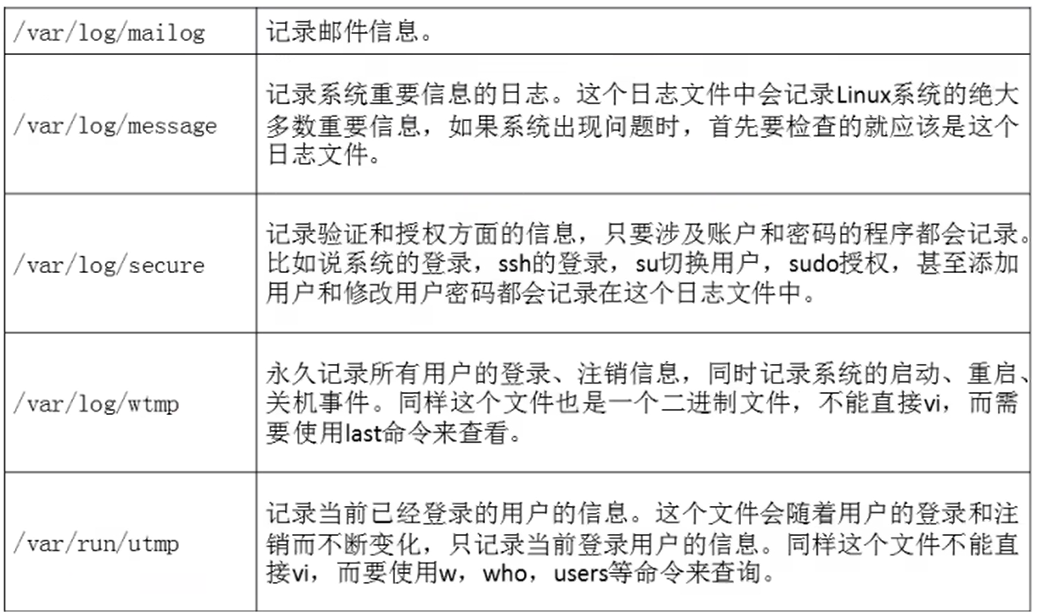 /var/log/mailog
记录邮件信息。
/var/log/message
记录系统重要信息的日志。这个日志文件中会记录Linux系统的绝大
多数重要信息，如果系统出现问题时，首先要检查的就应该是这个
日志文件。
/var/log/secure
记录验证和授权方面的信息，只要涉及账户和密码的程序都会记录。
比如说系统的登录，ssh的登录，su切换用户，sudo授权，甚至添加
用户和修改用户密码都会记录在这个日志文件中。
/var/log/wtmp
永久记录所有用户的登录、注销信息，同时记录系统的启动、重启、
关机事件。同样这个文件也是一个二进制文件，不能直接vi，而需
要使用last命令来查看。
/var/run/utmp
记录当前已经登录的用户的信息。这个文件会随着用户的登录和注
销而不断变化，只记录当前登录用户的信息。同样这个文件不能直
接vi，而要使用w，who，users等命令来查询。